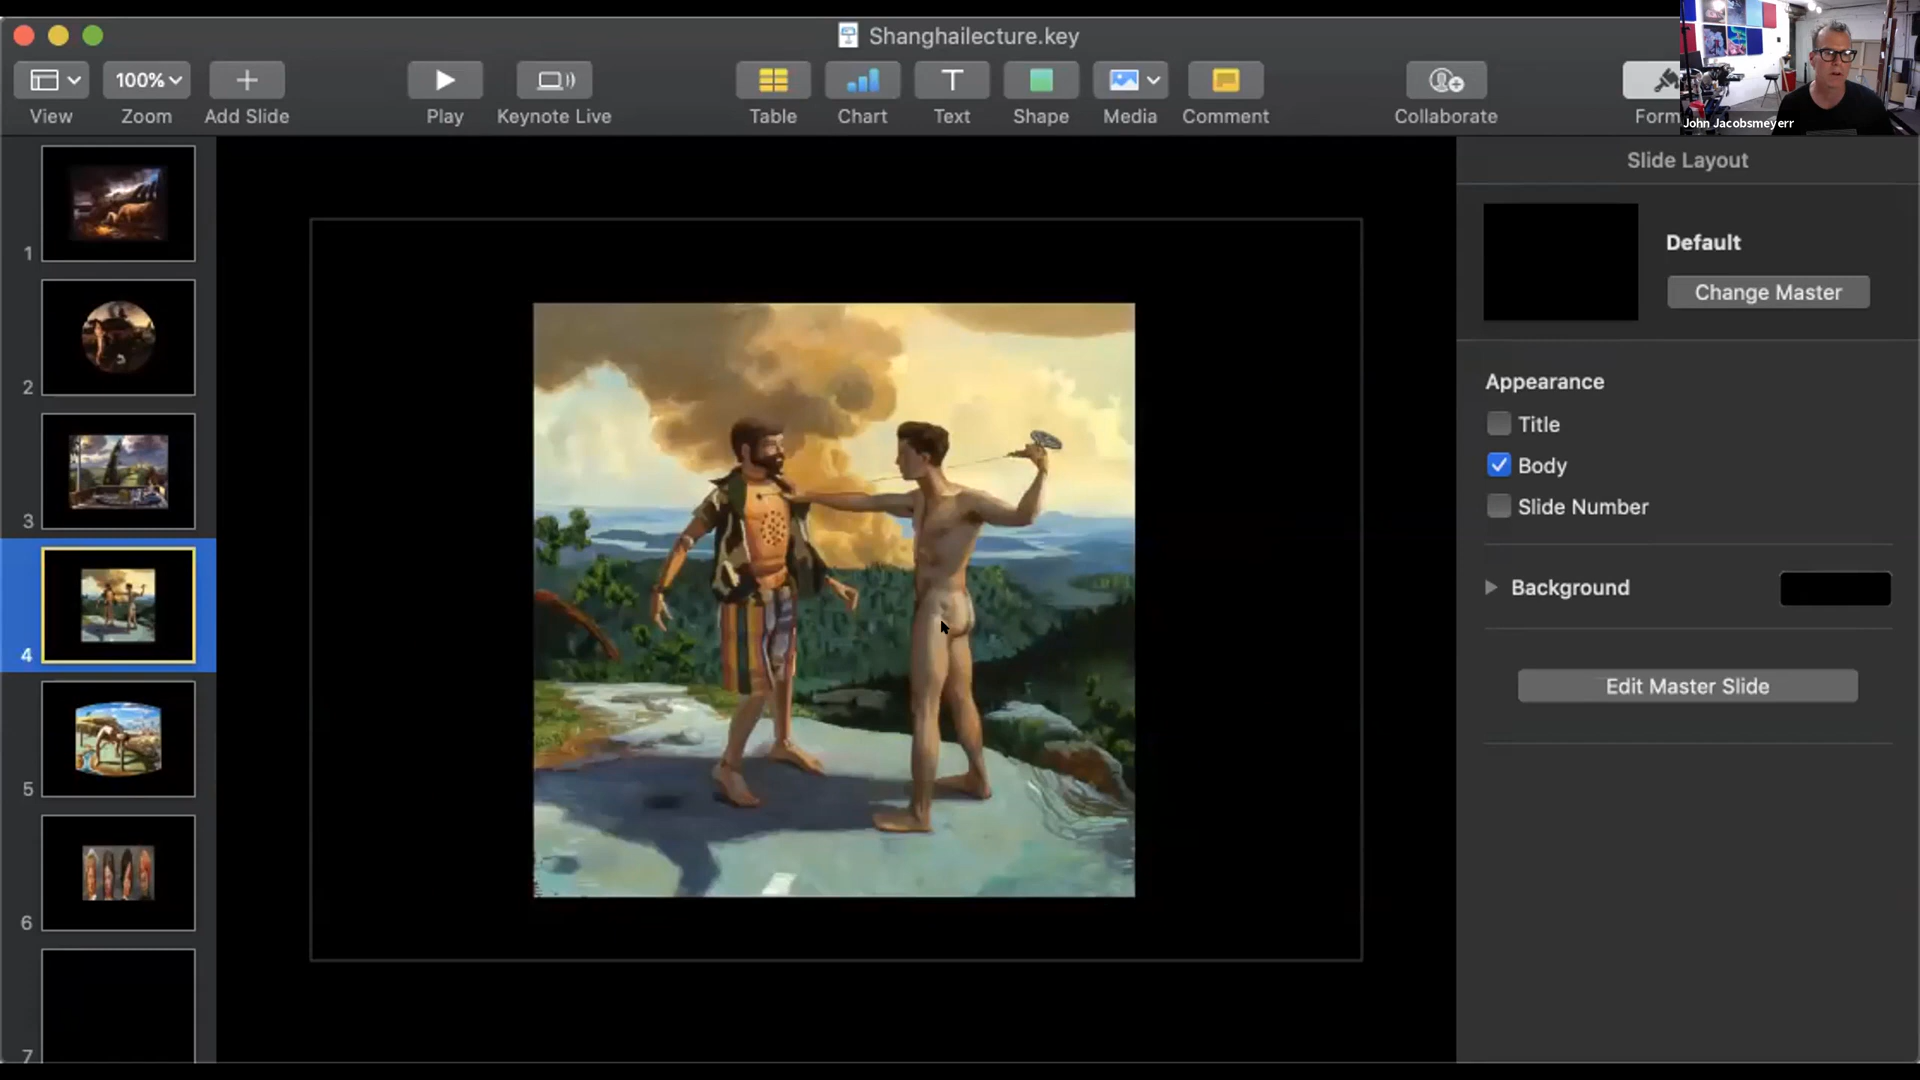 Shanghailecture.key
100%
View
Zoom
Add Slide
Play
Keynote Live
Table
Chart
T
Text
Shape
Media
Comment
Collaborate
Form
John Jacobsmeyerr
Slide Layout
Default
Change Master
Appearance
Title
Body
Slide Number
Background
Edit Master Slide
1
2
3
4
5
6
7